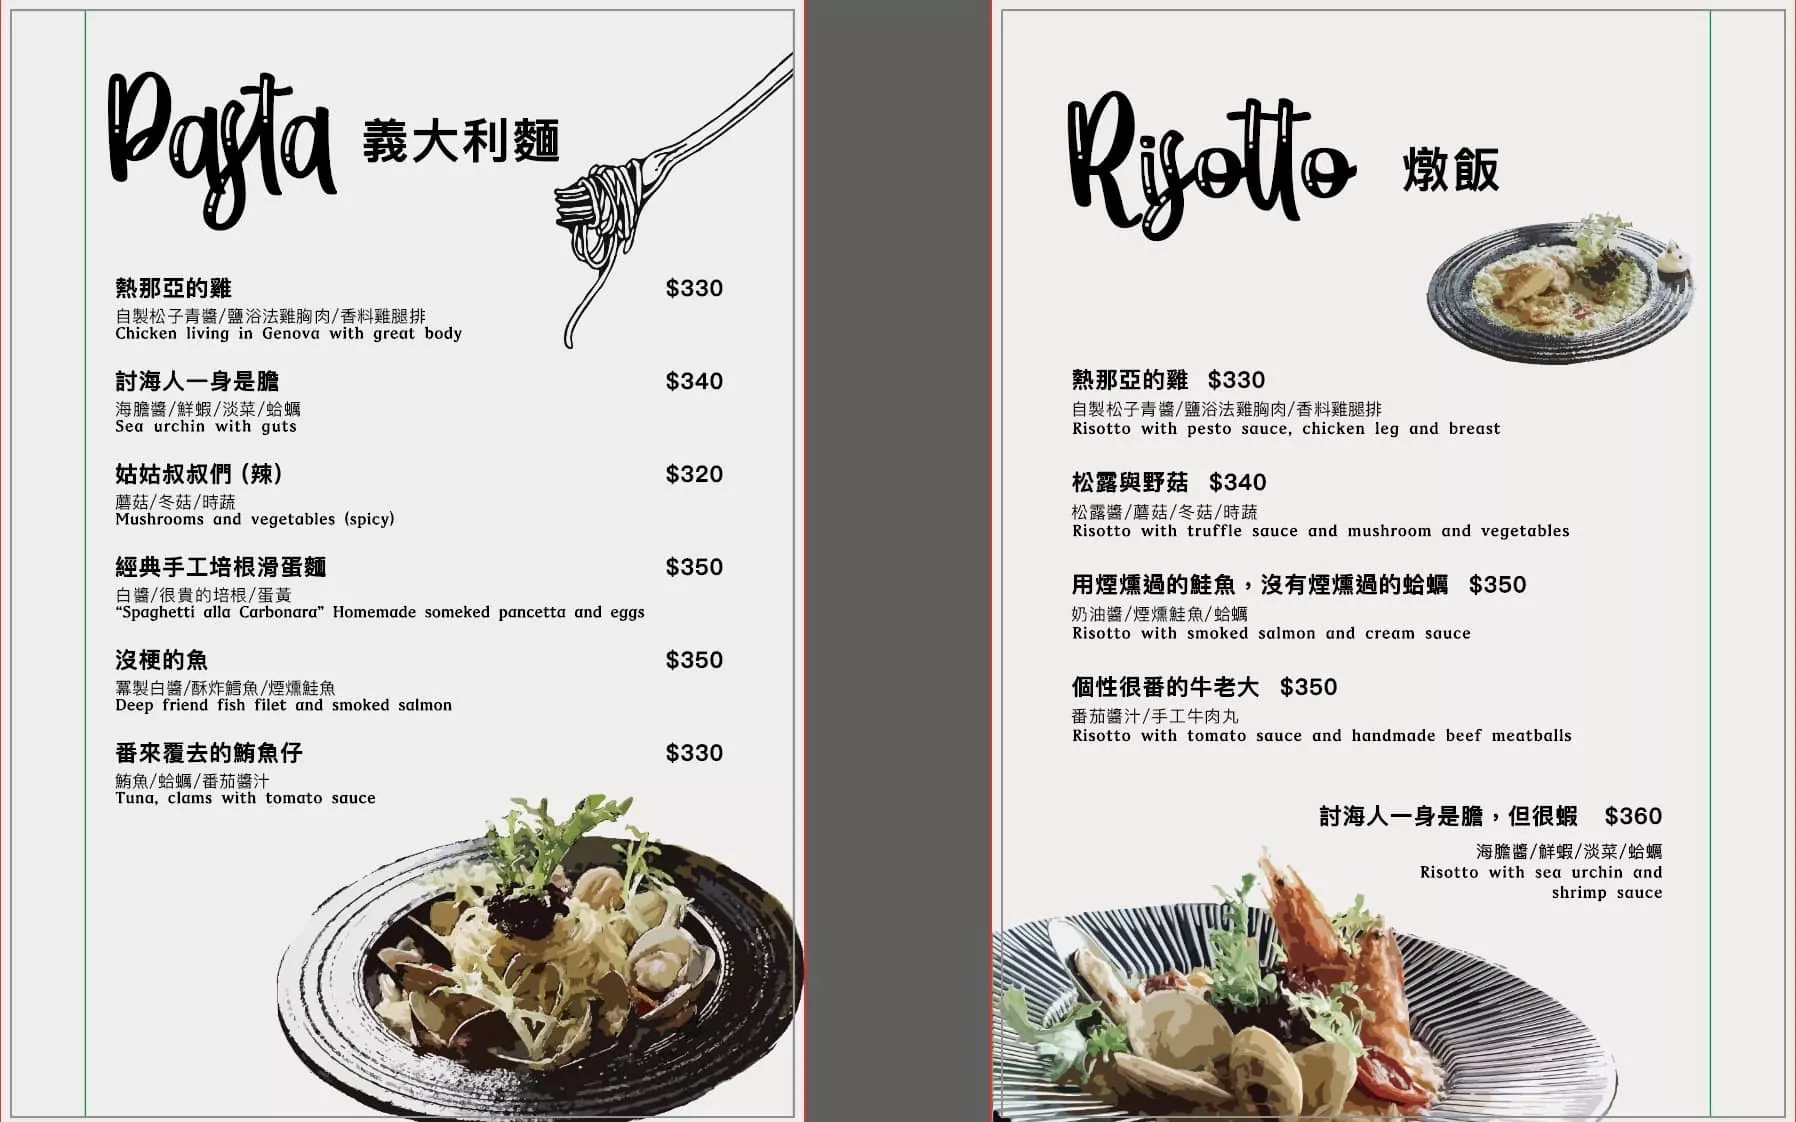 Pasta 義大利麵
熱那亞的雞 $330
自製松子青醬/鹽浴法雞胸肉/香料雞腿排
Chicken living in Genova with great body
討海人一身是膽 $340
海膽醬/鮮蝦/淡菜/蛤蠣
Sea urchin with guts
姑姑叔叔們 (辣) $320
蘑菇/冬菇/時蔬
Mushrooms and vegetables (spicy)
經典手工培根滑蛋麵 $350
白醬/很貴的培根/蛋黃
“Spaghetti alla Carbonara” Homemade someked pancetta and eggs
沒梗的魚 $350
冪製白醬/酥炸鱈魚/煙燻鮭魚
Deep friend fish filet and smoked salmon
番來覆去的鮪魚仔 $330
鮪魚/蛤蠣/番茄醬汁
Tuna, clams with tomato sauce
Risotto 燉飯
熱那亞的雞 $330
自製松子青醬/鹽浴法雞胸肉/香料雞腿排
Risotto with pesto sauce, chicken leg and breast
松露與野菇 $340
松露醬/蘑菇/冬菇/時蔬
Risotto with truffle sauce and mushroom and vegetables
用煙燻過的鮭魚，沒有煙燻過的蛤蠣 $350
奶油醬/煙燻鮭魚/蛤蠣
Risotto with smoked salmon and cream sauce
個性很番的牛老大 $350
番茄醬汁/手工牛肉丸
Risotto with tomato sauce and handmade beef meatballs
討海人一身是膽，但很蝦 $360
海膽醬/鮮蝦/淡菜/蛤蠣
Risotto with sea urchin and
shrimp sauce